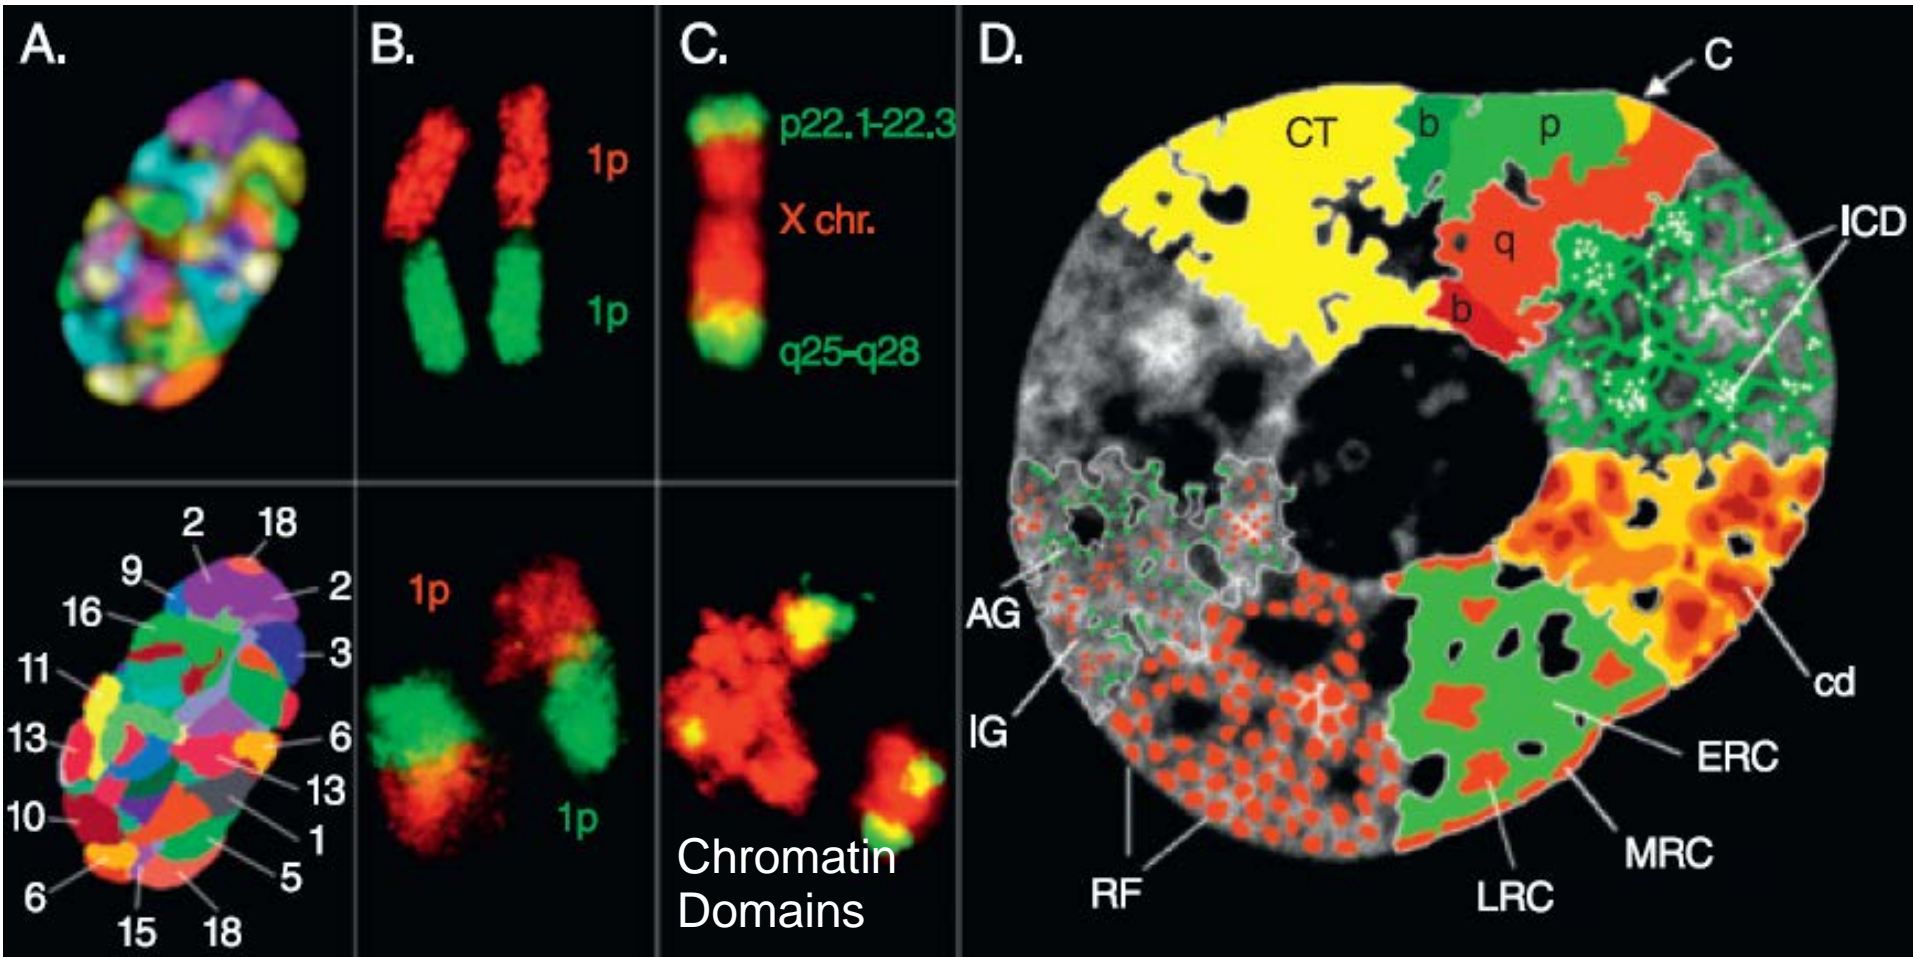 A.
2
18
9
2
16
3
11
13
6
13
10
1
5
6
15
18
B.
1p
1p
1p
1p
C.
p22.1-22.3
X chr.
q25-q28
Chromatin
Domains
D.
C
CT
b
p
q
b
ICD
AG
IG
cd
ERC
MRC
LRC
RF